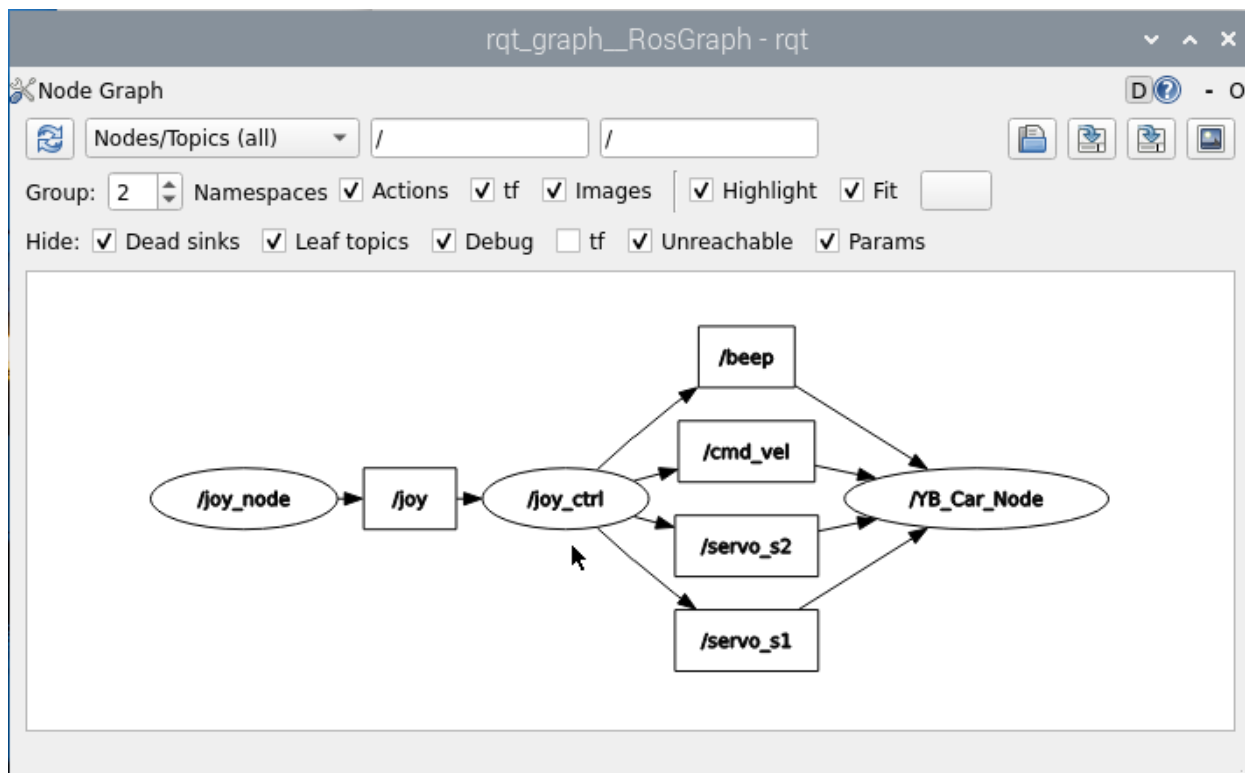 rqt_graph__RosGraph - rqt
Node Graph
D ? - O
Nodes/Topics (all) / /
Group: 2 Namespaces Actions tf Images Highlight Fit
Hide: Dead sinks Leaf topics Debug tf Unreachable Params
/beep
/cmd_vel
/joy_node /joy /joy_ctrl /YB_Car_Node
/servo_s2
/servo_s1